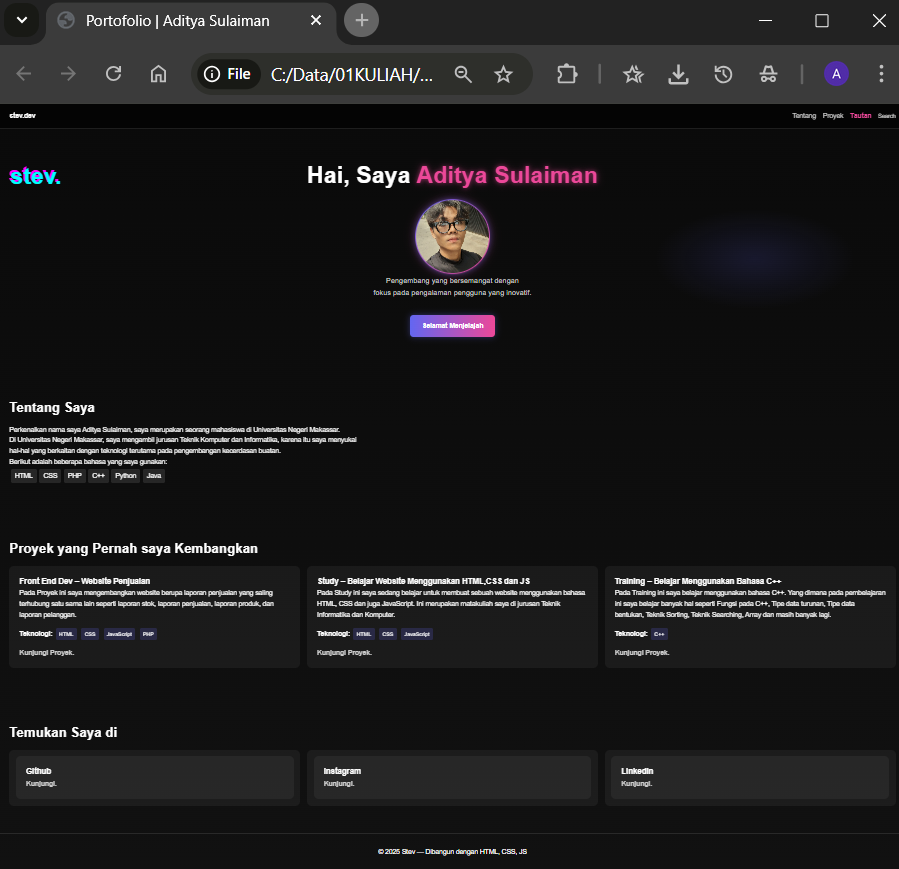 Portofolio | Aditya Sulaiman
File C:/Data/01KULIAH/...
A
stev.dev
Tentang Proyek Tautan Search
stev.
Hai, Saya Aditya Sulaiman
Pengembang yang bersemangat dengan
fokus pada pengalaman pengguna yang inovatif.
Selamat Menjelajah
Tentang Saya
Perkenalkan nama saya Aditya Sulaiman, saya merupakan seorang mahasiswa di Universitas Negeri Makassar.
Di Universitas Negeri Makassar, saya mengambil jurusan Teknik Komputer dan Informatika, karena itu saya menyukai
hal-hal yang berkaitan dengan teknologi terutama pada pengembangan kecerdasan buatan.
Berikut adalah beberapa bahasa yang saya gunakan:
HTML CSS PHP C++ Python Java
Proyek yang Pernah saya Kembangkan
Front End Dev – Website Penjualan
Pada Proyek ini saya mengembangkan website berupa laporan penjualan yang saling
terhubung satu sama lain seperti laporan stok, laporan penjualan, laporan produk, dan
laporan pelanggan.
Teknologi: HTML CSS JavaScript PHP
Kunjungi Proyek.
Study – Belajar Website Menggunakan HTML,CSS dan JS
Pada Study ini saya sedang belajar untuk membuat sebuah website menggunakan bahasa
HTML, CSS dan juga JavaScript. Ini merupakan matakuliah saya di jurusan Teknik
Informatika dan Komputer.
Teknologi: HTML CSS JavaScript
Kunjungi Proyek.
Training – Belajar Menggunakan Bahasa C++
Pada Training ini saya belajar menggunakan bahasa C++. Yang dimana pada pembelajaran
ini saya belajar banyak hal seperti Fungsi pada C++, Tipe data turunan, Tipe data
bentukan, Teknik Sorting, Teknik Searching, Array dan masih banyak lagi.
Teknologi: C++
Kunjungi Proyek.
Temukan Saya di
Github
Kunjungi.
Instagram
Kunjungi.
LinkedIn
Kunjungi.
© 2025 Stev — Dibangun dengan HTML, CSS, JS